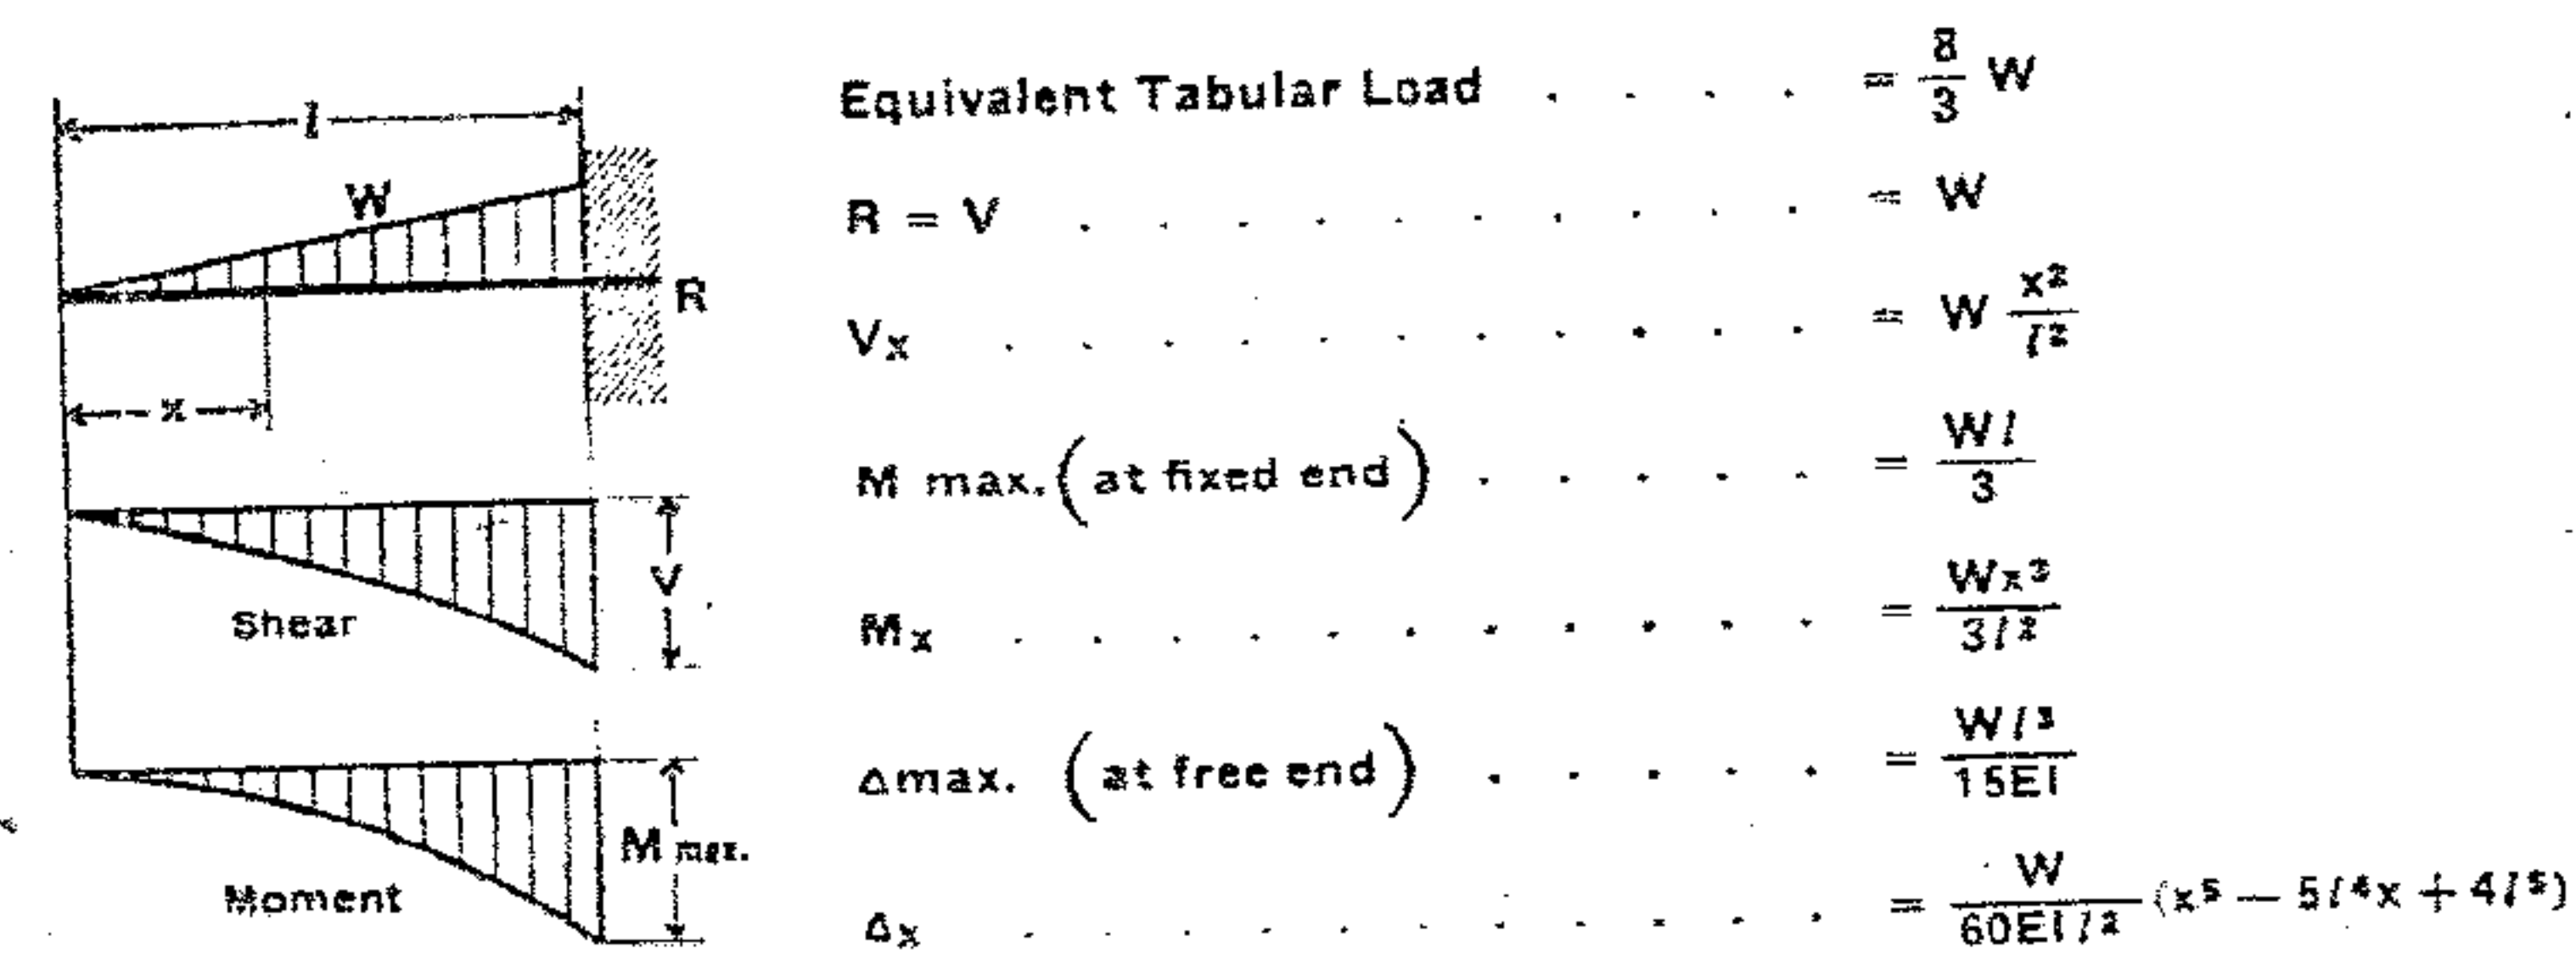 l
W
R
x
Shear
V
Moment
M max.
Equivalent Tabular Load . . . . = 8/3 W
R = V . . . . . . . . . . = W
Vx . . . . . . . . . . . = W x²/l²
M max. (at fixed end) . . . . . = Wl/3
Mx . . . . . . . . . . . = Wx³/3l²
Δmax. (at free end) . . . . . = Wl³/15EI
Δx . . . . . . . . . . . = W/60EIl² (x⁵ − 5l⁴x + 4l⁵)